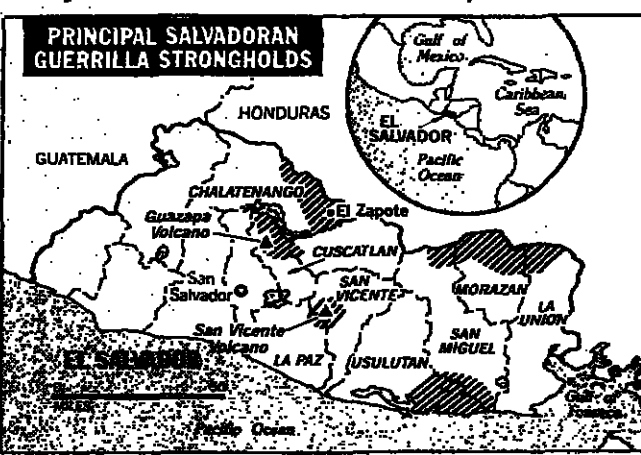 PRINCIPAL SALVADORAN
GUERRILLA STRONGHOLDS
Gulf of
Mexico
Caribbean
Sea
EL
SALVADOR
Pacific
Ocean
HONDURAS
GUATEMALA
CHALATENANGO
El Zapote
Guazapa
Volcano
CUSCATLAN
San
Salvador
SAN
VICENTE
MORAZAN
LA
UNION
San Vicente
Volcano
LA PAZ
USULUTAN
SAN
MIGUEL
EL SALVADOR
MILES
Gulf of
Fonseca
Pacific Ocean